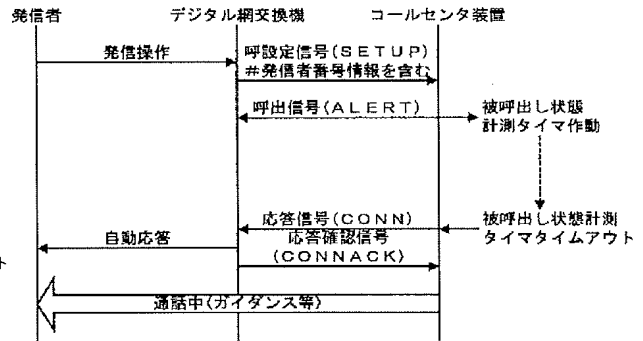 発信者
デジタル網交換機
コールセンタ装置
発信操作
呼設定信号(SETUP)
#発信者番号情報を含む
呼出信号(ALERT)
被呼出し状態
計測タイマ作動
応答信号(CONN)
被呼出し状態計測
タイマタイムアウト
自動応答
応答確認信号
(CONNACK)
ト
通話中(ガイダンス等)